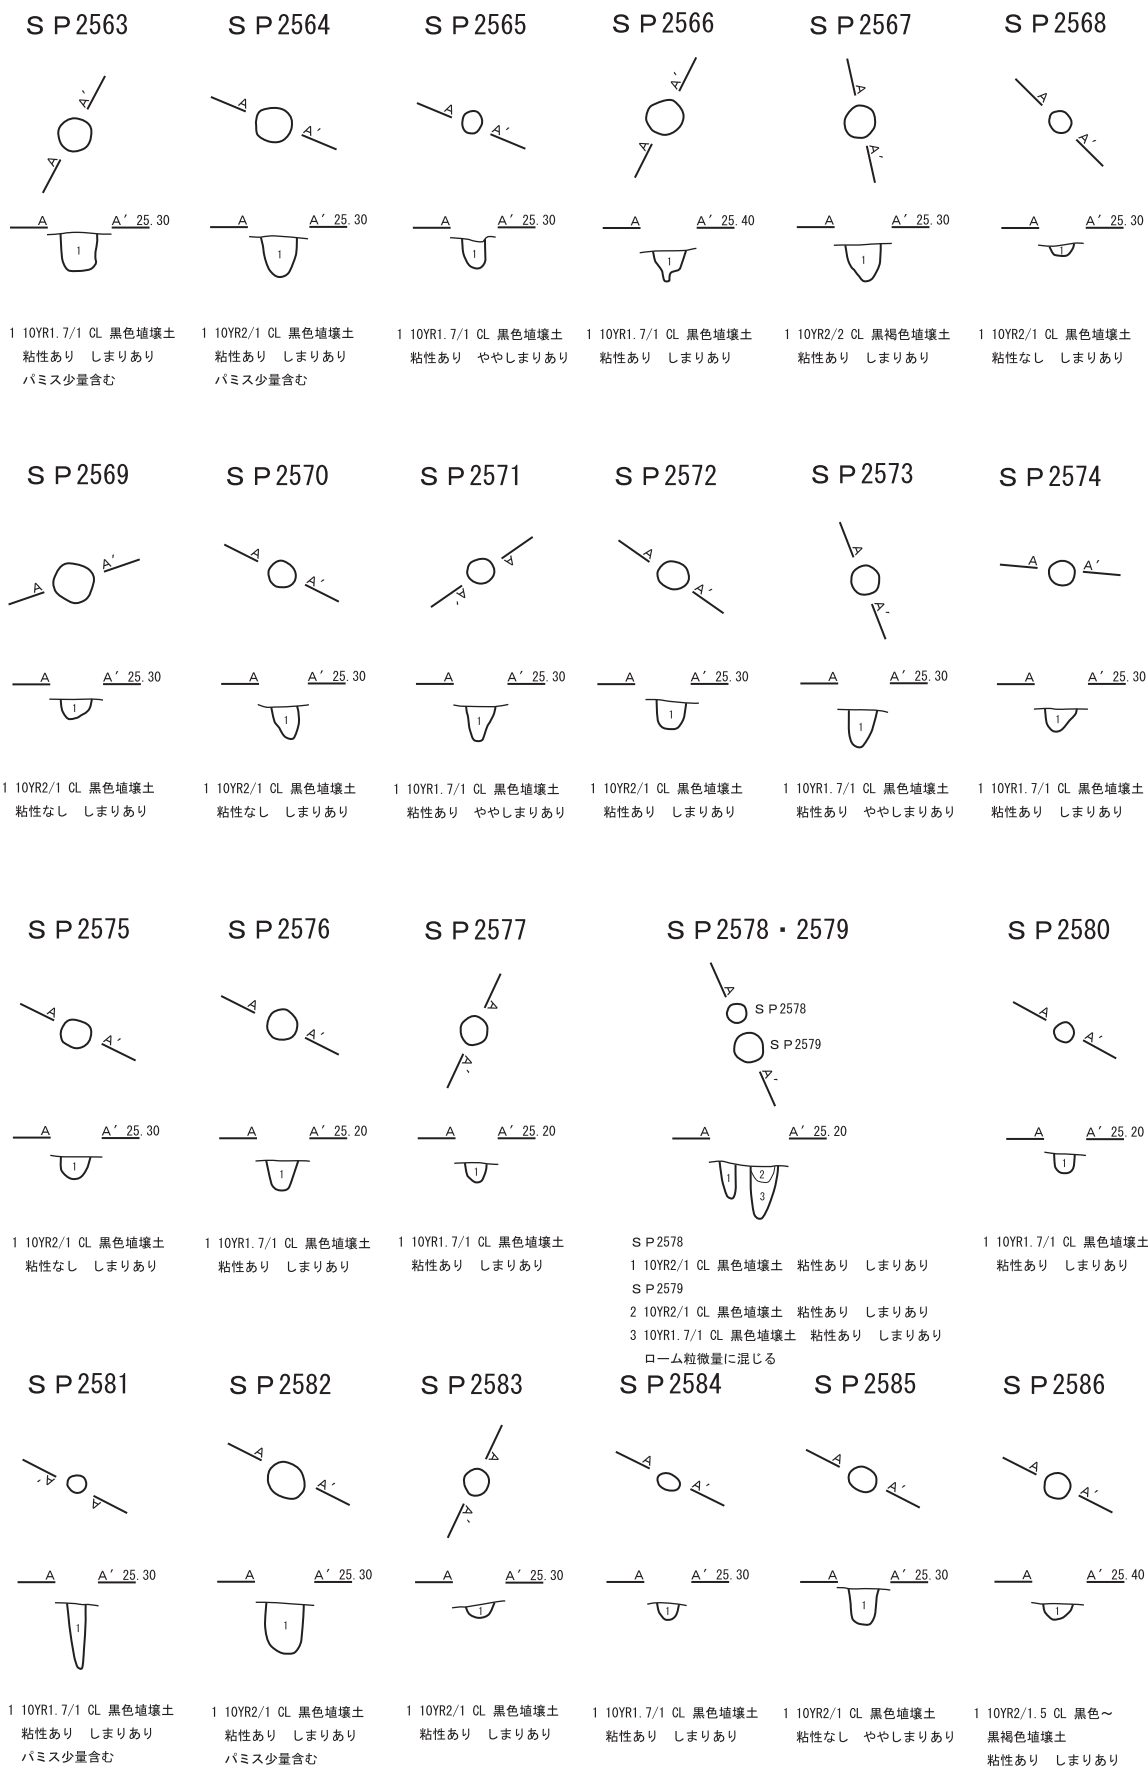 ＳＰ2563
A'
A
A A' 25.30
1
1 10YR1.7/1 CL 黒色埴壌土
粘性あり しまりあり
パミス少量含む
ＳＰ2564
A
A'
A A' 25.30
1
1 10YR2/1 CL 黒色埴壌土
粘性あり しまりあり
パミス少量含む
ＳＰ2565
A
A'
A A' 25.30
1
1 10YR1.7/1 CL 黒色埴壌土
粘性あり ややしまりあり
ＳＰ2566
A'
A
A A' 25.40
1
1 10YR1.7/1 CL 黒色埴壌土
粘性あり しまりあり
ＳＰ2567
A
A'
A A' 25.30
1
1 10YR2/2 CL 黒褐色埴壌土
粘性あり しまりあり
ＳＰ2568
A
A'
A A' 25.30
1
1 10YR2/1 CL 黒色埴壌土
粘性なし しまりあり
ＳＰ2569
A'
A
A A' 25.30
1
1 10YR2/1 CL 黒色埴壌土
粘性なし しまりあり
ＳＰ2570
A
A'
A A' 25.30
1
1 10YR2/1 CL 黒色埴壌土
粘性なし しまりあり
ＳＰ2571
A
A'
A A' 25.30
1
1 10YR1.7/1 CL 黒色埴壌土
粘性あり ややしまりあり
ＳＰ2572
A
A'
A A' 25.30
1
1 10YR2/1 CL 黒色埴壌土
粘性あり しまりあり
ＳＰ2573
A
A'
A A' 25.30
1
1 10YR1.7/1 CL 黒色埴壌土
粘性あり ややしまりあり
ＳＰ2574
A A'
A A' 25.30
1
1 10YR1.7/1 CL 黒色埴壌土
粘性あり しまりあり
ＳＰ2575
A
A'
A A' 25.30
1
1 10YR2/1 CL 黒色埴壌土
粘性なし しまりあり
ＳＰ2576
A
A'
A A' 25.20
1
1 10YR1.7/1 CL 黒色埴壌土
粘性あり しまりあり
ＳＰ2577
A
A'
A A' 25.20
1
1 10YR1.7/1 CL 黒色埴壌土
粘性あり しまりあり
ＳＰ2578・2579
A
ＳＰ2578
ＳＰ2579
A'
A A' 25.20
1 2
3
ＳＰ2578
1 10YR2/1 CL 黒色埴壌土 粘性あり しまりあり
ＳＰ2579
2 10YR2/1 CL 黒色埴壌土 粘性あり しまりあり
3 10YR1.7/1 CL 黒色埴壌土 粘性あり しまりあり
ローム粒微量に混じる
ＳＰ2580
A
A'
A A' 25.20
1
1 10YR1.7/1 CL 黒色埴壌土
粘性あり しまりあり
ＳＰ2581
A'
A
A A' 25.30
1
1 10YR1.7/1 CL 黒色埴壌土
粘性あり しまりあり
パミス少量含む
ＳＰ2582
A
A'
A A' 25.30
1
1 10YR2/1 CL 黒色埴壌土
粘性あり しまりあり
パミス少量含む
ＳＰ2583
A
A'
A A' 25.30
1
1 10YR2/1 CL 黒色埴壌土
粘性あり しまりあり
ＳＰ2584
A
A'
A A' 25.30
1
1 10YR1.7/1 CL 黒色埴壌土
粘性あり しまりあり
ＳＰ2585
A
A'
A A' 25.30
1
1 10YR2/1 CL 黒色埴壌土
粘性なし ややしまりあり
ＳＰ2586
A
A'
A A' 25.40
1
1 10YR2/1.5 CL 黒色～
黒褐色埴壌土
粘性あり しまりあり